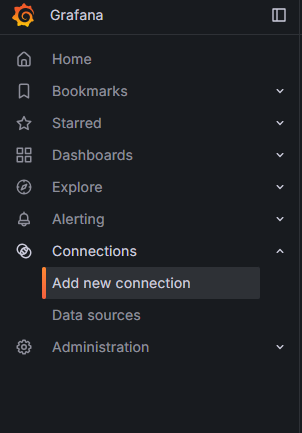 Grafana
Home
Bookmarks
Starred
Dashboards
Explore
Alerting
Connections
Add new connection
Data sources
Administration